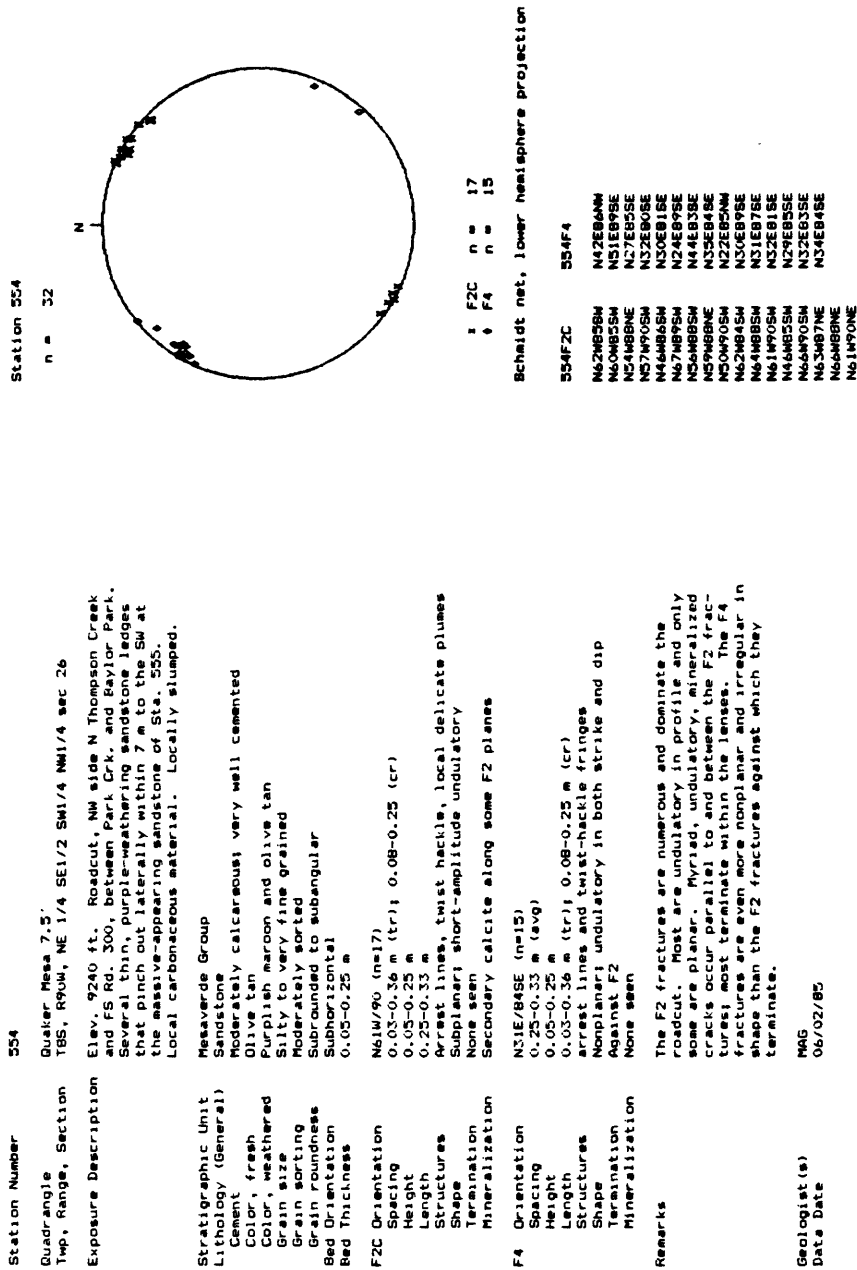 Station Number 554
Quadrangle Quaker Mesa 7.5'
Twp, Range, Section T8S, R90W, NE 1/4 SE1/2 SW1/4 NW1/4 sec 26
Exposure Description Elev. 9240 ft. Roadcut, NW side N Thompson Creek
and FS Rd. 300, between Park Crk. and Baylor Park.
Several thin, purple-weathering sandstone ledges
that pinch out laterally within 7 m to the SW at
the massive-appearing sandstone of Sta. 555.
Local carbonaceous material. Locally slumped.
Stratigraphic Unit Mesaverde Group
Lithology (General) Sandstone
Cement Moderately calcareous; very well cemented
Color, fresh Olive tan
Color, weathered Purplish maroon and olive tan
Grain size Silty to very fine grained
Grain sorting Moderately sorted
Grain roundness Subrounded to subangular
Bed Orientation Subhorizontal
Bed Thickness 0.05-0.25 m
F2C Orientation N61W/90 (n=17)
Spacing 0.03-0.36 m (tr); 0.08-0.25 (cr)
Height 0.05-0.25 m
Length 0.25-0.33 m
Structures Arrest lines, twist hackle, local delicate plumes
Shape Subplanar; short-amplitude undulatory
Termination None seen
Mineralization Secondary calcite along some F2 planes
F4 Orientation N31E/84SE (n=15)
Spacing 0.25-0.33 m (avg)
Height 0.05-0.25 m
Length 0.03-0.36 m (tr); 0.08-0.25 m (cr)
Structures arrest lines and twist-hackle fringes
Shape Nonplanar; undulatory in both strike and dip
Termination Against F2
Mineralization None seen
Remarks The F2 fractures are numerous and dominate the
roadcut. Most are undulatory in profile and only
some are planar. Myriad, undulatory, mineralized
cracks occur parallel to and between the F2 frac-
tures; most terminate within the lenses. The F4
fractures are even more nonplanar and irregular in
shape than the F2 fractures against which they
terminate.
Geologist(s) MAG
Data Date 06/02/85
Station 554
n = 32
N
x F2C n = 17
+ F4 n = 15
Schmidt net, lower hemisphere projection
554F2C 554F4
N62W85SW N42E86NW
N60W85SW N51E89SE
N54W88NE N27E85SE
N57W90SW N32E80SE
N46W86SW N30E81SE
N67W89SW N24E89SE
N56W88SW N44E83SE
N59W88NE N35E84SE
N50W90SW N22E85NW
N62W84SW N30E89SE
N64W88SW N31E87SE
N61W90SW N32E81SE
N46W85SW N29E85SE
N66W90SW N32E83SE
N63W87NE N34E84SE
N66W88NE
N61W90NE